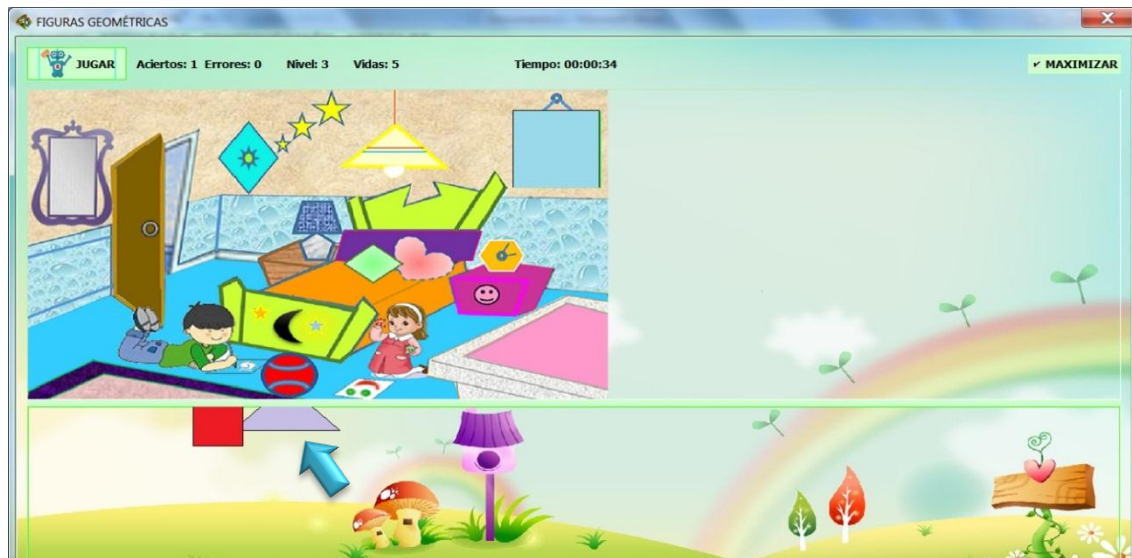 FIGURAS GEOMÉTRICAS
JUGAR Aciertos: 1 Errores: 0 Nivel: 3 Vidas: 5 Tiempo: 00:00:34 ✔ MAXIMIZAR